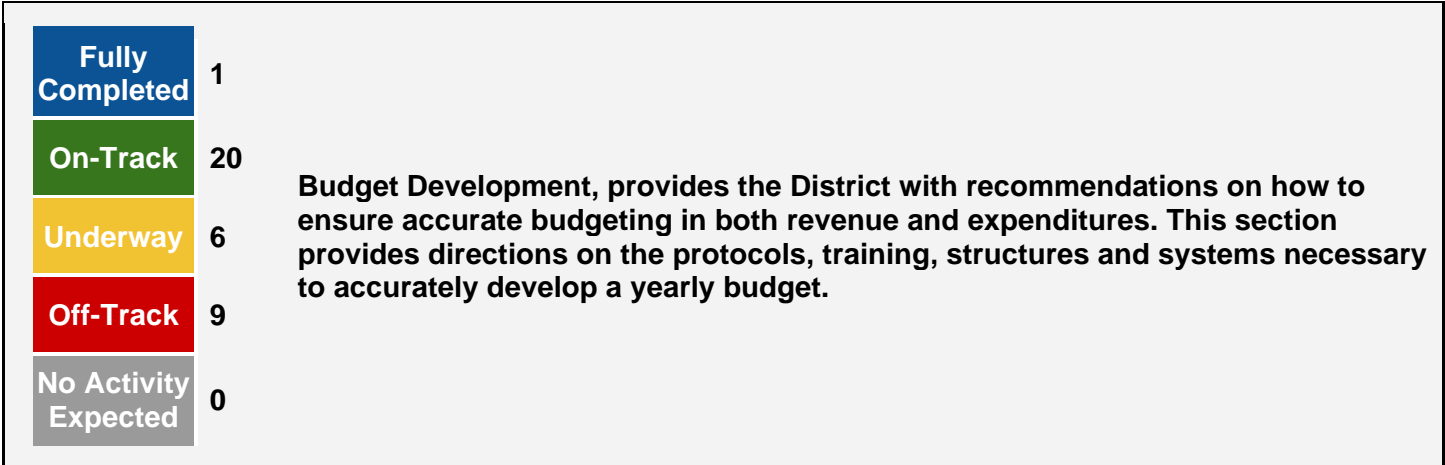 Fully
Completed
1
On-Track
20
Underway
6
Off-Track
9
No Activity
Expected
0
Budget Development, provides the District with recommendations on how to
ensure accurate budgeting in both revenue and expenditures. This section
provides directions on the protocols, training, structures and systems necessary
to accurately develop a yearly budget.